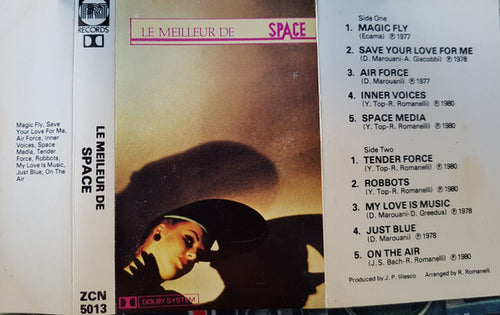 RECORDS
Magic Fly, Save
Your Love For Me,
Air Force, Inner
Voices, Space
Media, Tender
Force, Robbots,
My Love Is Music,
Just Blue, On The
Air
LE MEILLEUR DE
SPACE
ZCN
5013
LE MEILLEUR DE SPACE
DOLBY SYSTEM
Side One
1. MAGIC FLY
(Ecama) ℗1977
2. SAVE YOUR LOVE FOR ME
(D. Marouani-A. Giacobbi) ℗1978
3. AIR FORCE
(D. Marouani) ℗1977
4. INNER VOICES
(Y. Top-R. Romanelli) ℗1980
5. SPACE MEDIA
(Y. Top-R. Romanelli) ℗1980
Side Two
1. TENDER FORCE
(Y. Top-R. Romanelli) ℗1980
2. ROBBOTS
(Y. Top-R. Romanelli) ℗1980
3. MY LOVE IS MUSIC
(D. Marouani-D. Greedus) ℗1978
4. JUST BLUE
(D. Marouani) ℗1978
5. ON THE AIR
(J. S. Bach-R. Romanelli) ℗1980
Produced by J. P. Illiesco Arranged by R. Romanelli